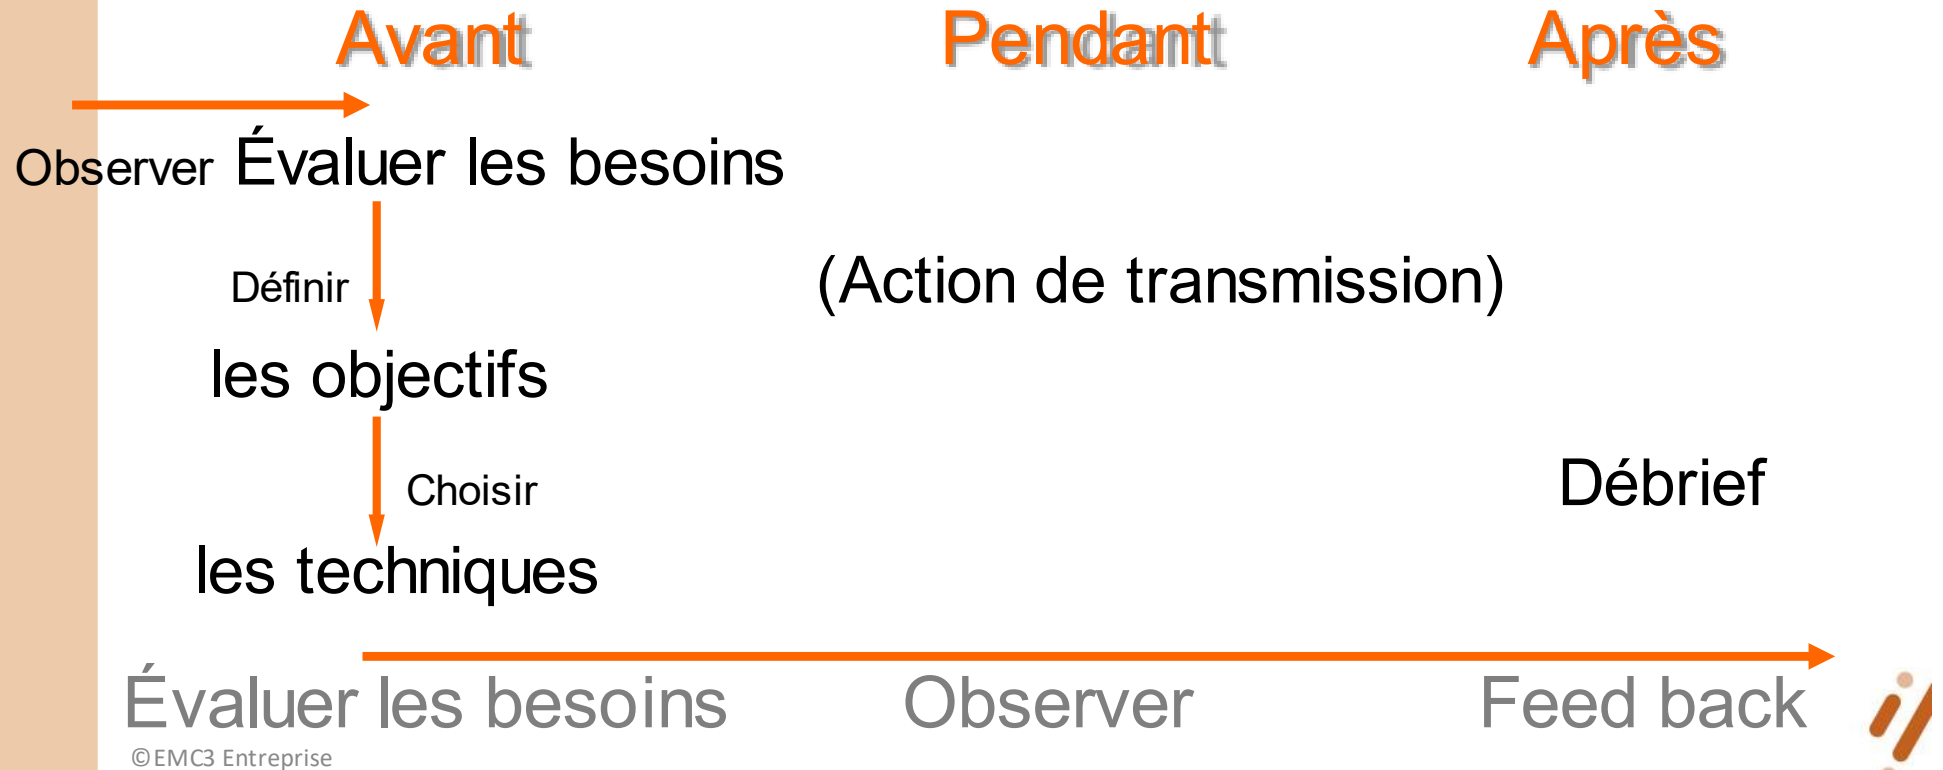 Avant Pendant Après
Observer Évaluer les besoins
Définir
(Action de transmission)
les objectifs
Choisir
Débrief
les techniques
Évaluer les besoins Observer Feed back
©EMC3 Entreprise